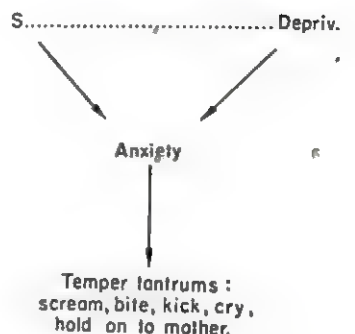 S.............................Depriv.
Anxiety
Temper tantrums :
scream, bite, kick, cry,
hold on to mother.